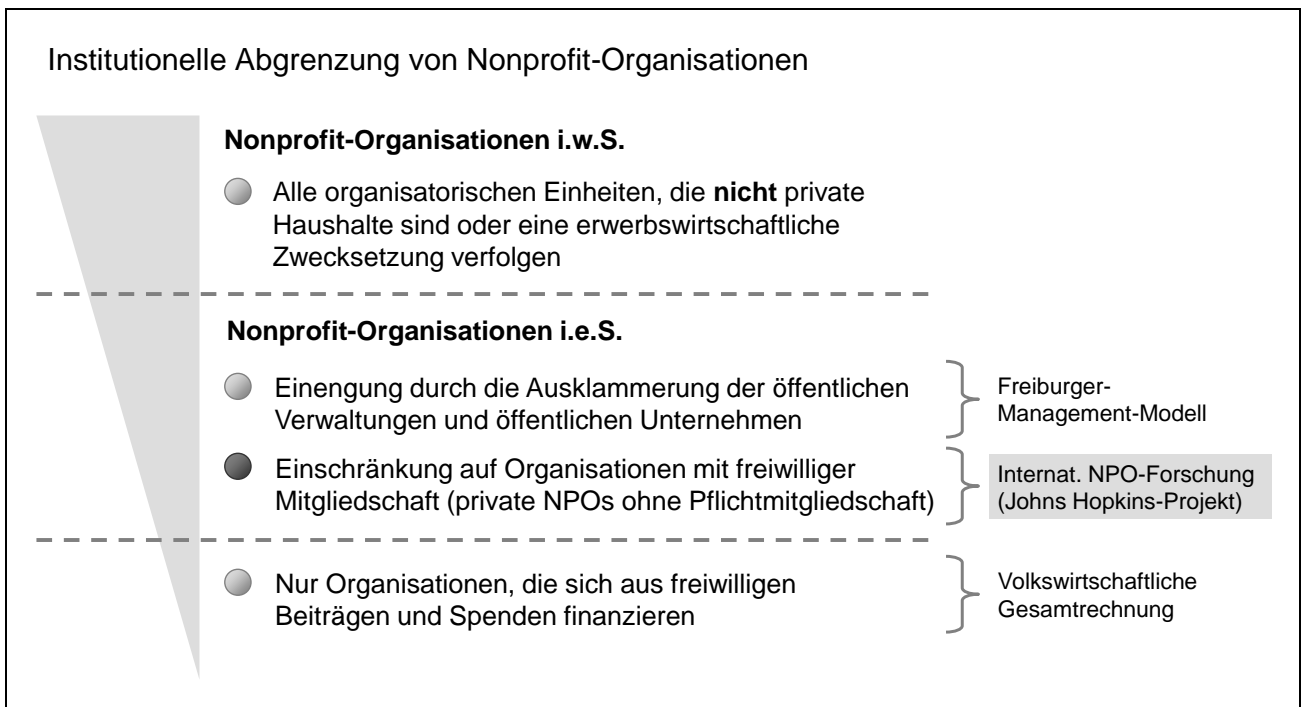 Institutionelle Abgrenzung von Nonprofit-Organisationen
Nonprofit-Organisationen i.w.S.
Alle organisatorischen Einheiten, die nicht private
Haushalte sind oder eine erwerbswirtschaftliche
Zwecksetzung verfolgen
Nonprofit-Organisationen i.e.S.
Einengung durch die Ausklammerung der öffentlichen
Verwaltungen und öffentlichen Unternehmen
Freiburger-
Management-Modell
Einschränkung auf Organisationen mit freiwilliger
Mitgliedschaft (private NPOs ohne Pflichtmitgliedschaft)
Internat. NPO-Forschung
(Johns Hopkins-Projekt)
Nur Organisationen, die sich aus freiwilligen
Beiträgen und Spenden finanzieren
Volkswirtschaftliche
Gesamtrechnung